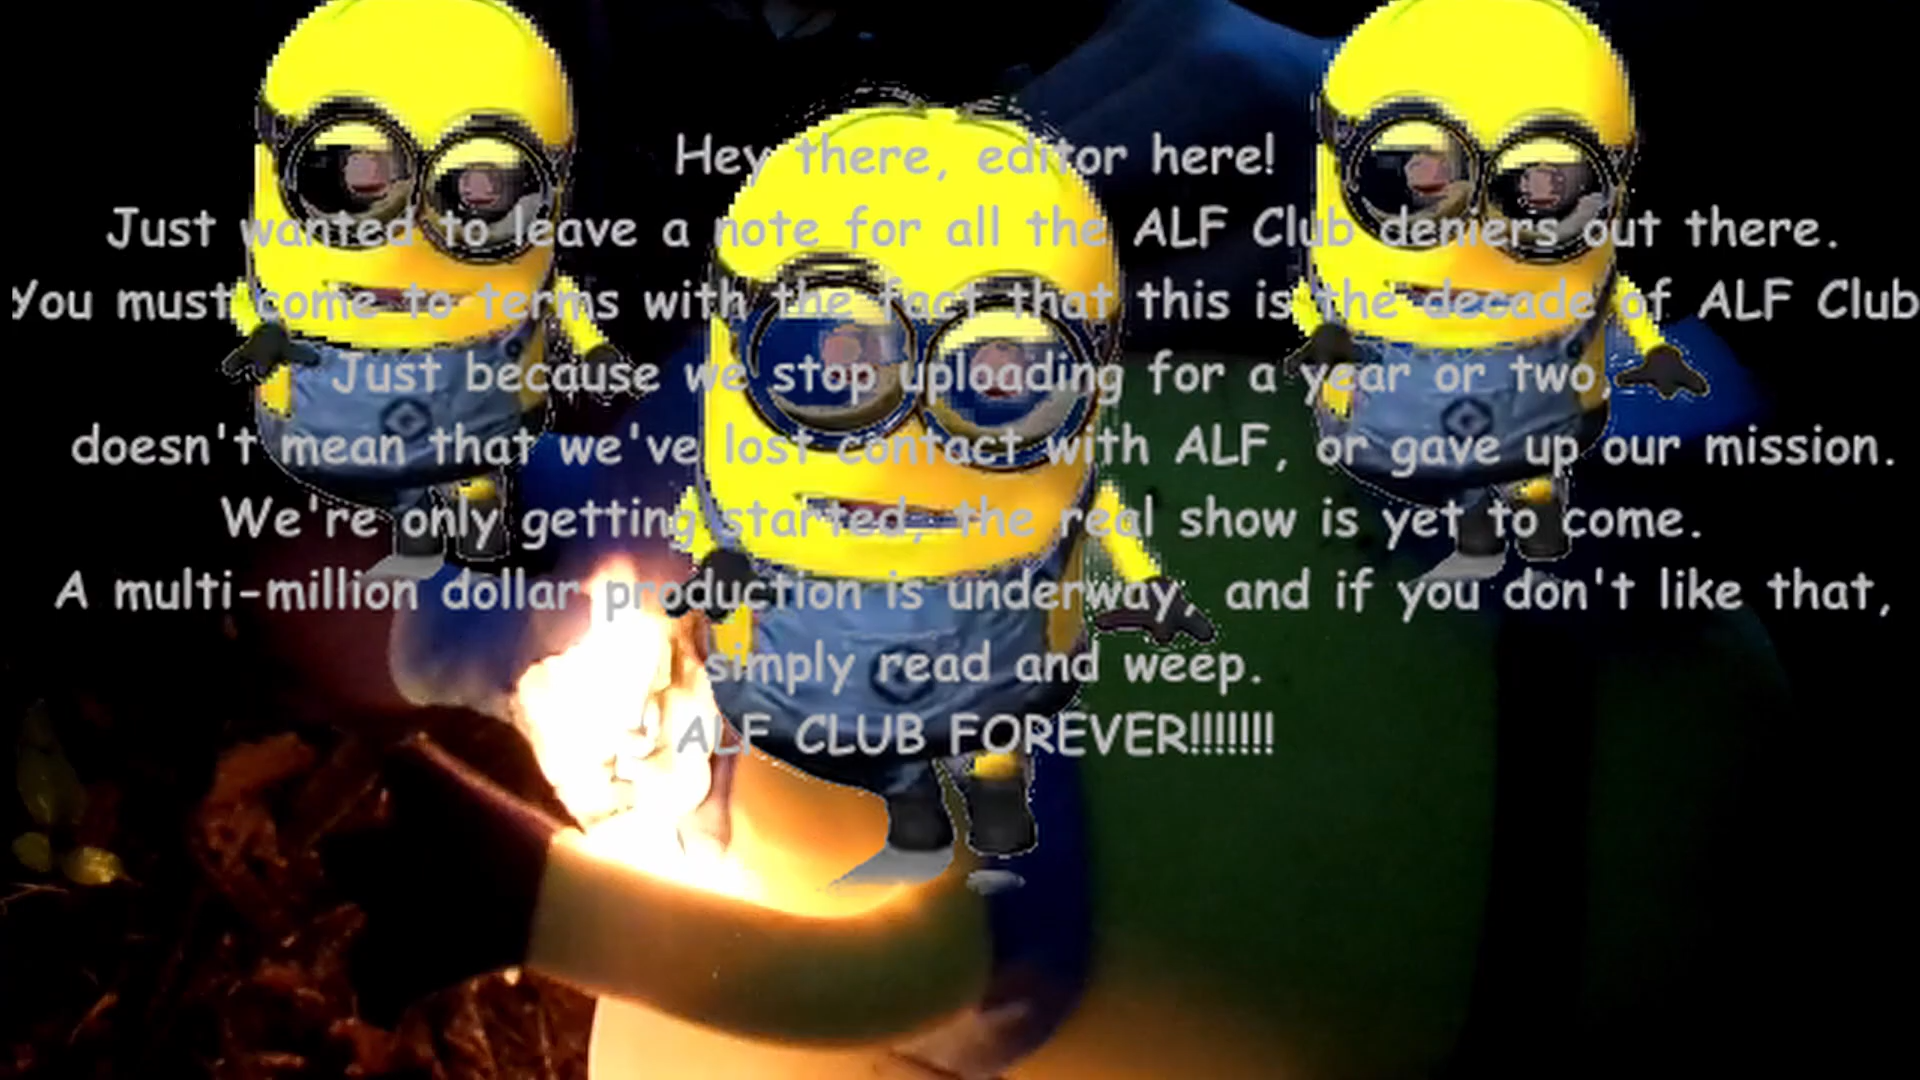 Hey there, editor here!
Just wanted to leave a note for all the ALF Club deniers out there.
You must come to terms with the fact that this is the decade of ALF Club
Just because we stop uploading for a year or two,
doesn't mean that we've lost contact with ALF, or gave up our mission.
We're only getting started, the real show is yet to come.
A multi-million dollar production is underway, and if you don't like that,
simply read and weep.
ALF CLUB FOREVER!!!!!!!